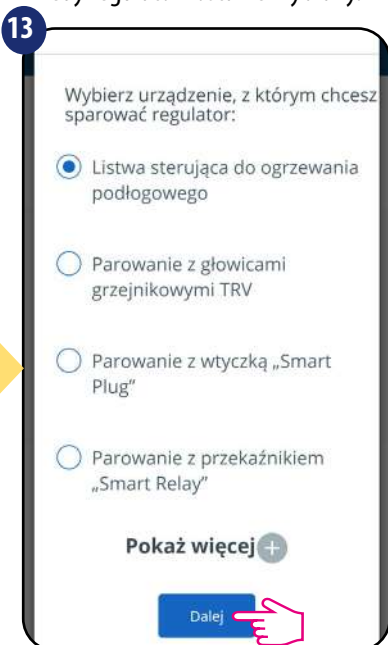 13
Wybierz urządzenie, z którym chcesz
sparować regulator:
Listwa sterująca do ogrzewania
podłogowego
Parowanie z głowicami
grzejnikowymi TRV
Parowanie z wtyczką „Smart
Plug”
Parowanie z przekaźnikiem
„Smart Relay”
Pokaż więcej
Dalej